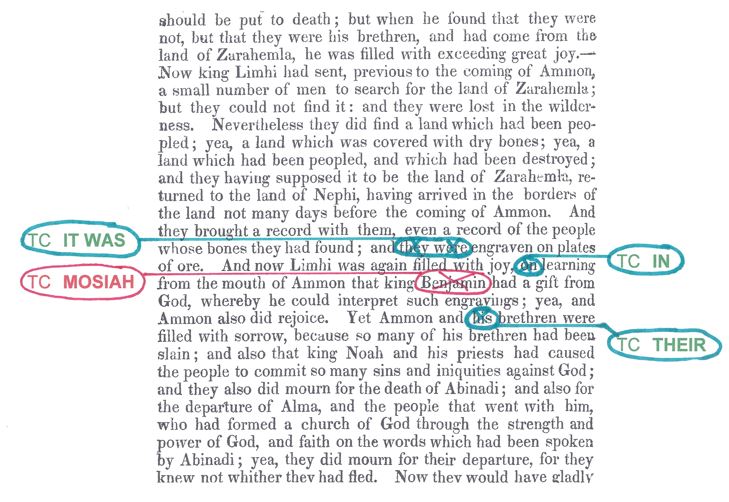 should be put to death; but when he found that they were
not, but that they were his brethren, and had come from the
land of Zarahemla, he was filled with exceeding great joy.—
Now king Limhi had sent, previous to the coming of Ammon,
a small number of men to search for the land of Zarahemla;
but they could not find it: and they were lost in the wilder-
ness. Nevertheless they did find a land which had been peo-
pled; yea, a land which was covered with dry bones; yea, a
land which had been peopled, and which had been destroyed;
and they having supposed it to be the land of Zarahemla, re-
turned to the land of Nephi, having arrived in the borders of
the land not many days before the coming of Ammon. And
they brought a record with them, even a record of the people
TC IT WAS
whose bones they had found; and they were engraven on plates
of ore. And now Limhi was again filled with joy, on learning
TC IN
TC MOSIAH
from the mouth of Ammon that king Benjamin had a gift from
God, whereby he could interpret such engravings; yea, and
Ammon also did rejoice. Yet Ammon and his brethren were
filled with sorrow, because so many of his brethren had been
TC THEIR
slain; and also that king Noah and his priests had caused
the people to commit so many sins and iniquities against God;
and they also did mourn for the death of Abinadi; and also for
the departure of Alma, and the people that went with him,
who had formed a church of God through the strength and
power of God, and faith on the words which had been spoken
by Abinadi; yea, they did mourn for their departure, for they
knew not whither they had fled. Now they would have gladly